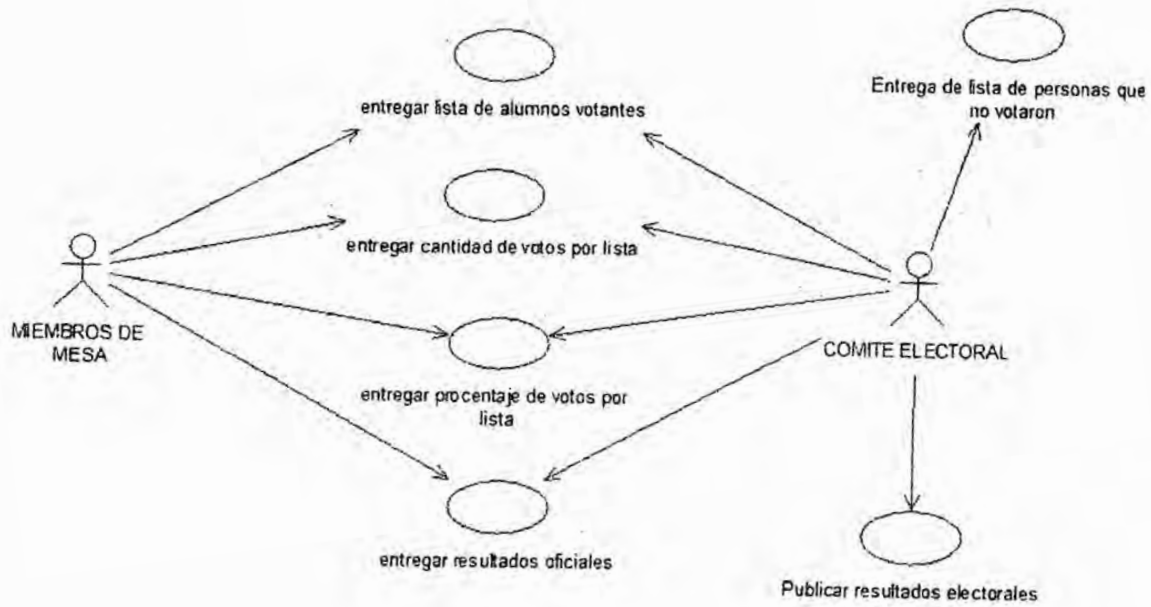 entregar lista de alumnos votantes
Entrega de lista de personas que
no votaron
entregar cantidad de votos por lista
MIEMBROS DE
MESA
COMITE ELECTORAL
entregar procentaje de votos por
lista
entregar resultados oficiales
Publicar resultados electorales